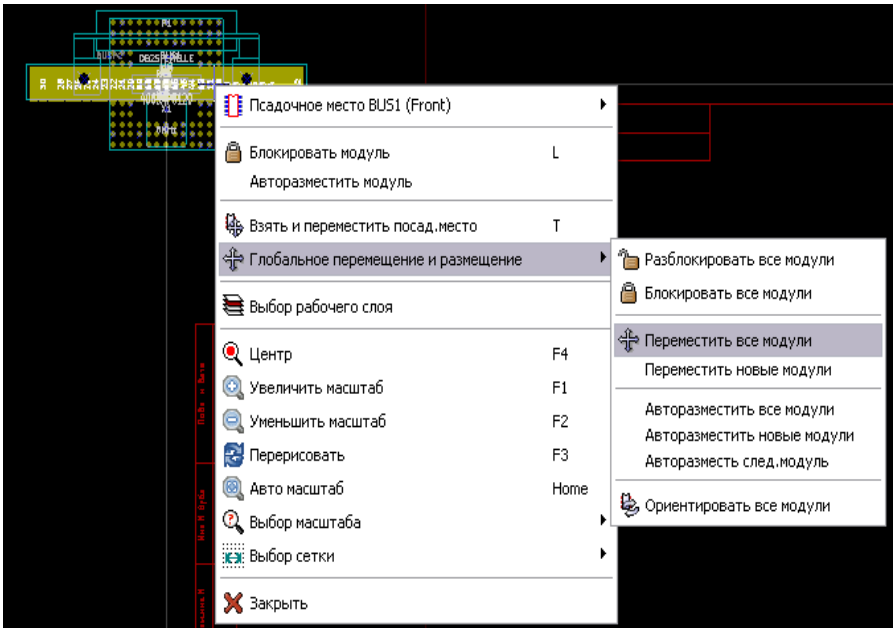 P1
BUS1
Псадочное место BUS1 (Front)
Блокировать модуль L
Авторазместить модуль
Взять и переместить посад.место T
Глобальное перемещение и размещение
Выбор рабочего слоя
Центр F4
Увеличить масштаб F1
Уменьшить масштаб F2
Перерисовать F3
Авто масштаб Home
Выбор масштаба
Выбор сетки
Закрыть
Разблокировать все модули
Блокировать все модули
Переместить все модули
Переместить новые модули
Авторазместить все модули
Авторазместить новые модули
Авторазместь след.модуль
Ориентировать все модули